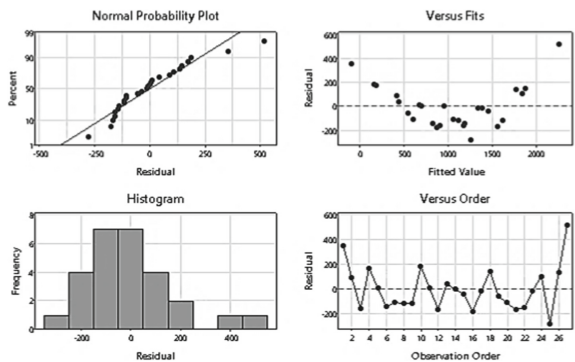 Normal Probability Plot
99
90
50
10
1
Percent
-500 -250 0 250 500
Residual
Versus Fits
600
400
200
0
-200
Residual
0 500 1000 1500 2000
Fitted Value
Histogram
8
6
4
2
0
Frequency
-200 0 200 400
Residual
Versus Order
600
400
200
0
-200
Residual
2 4 6 8 10 12 14 16 18 20 22 24 26
Observation Order